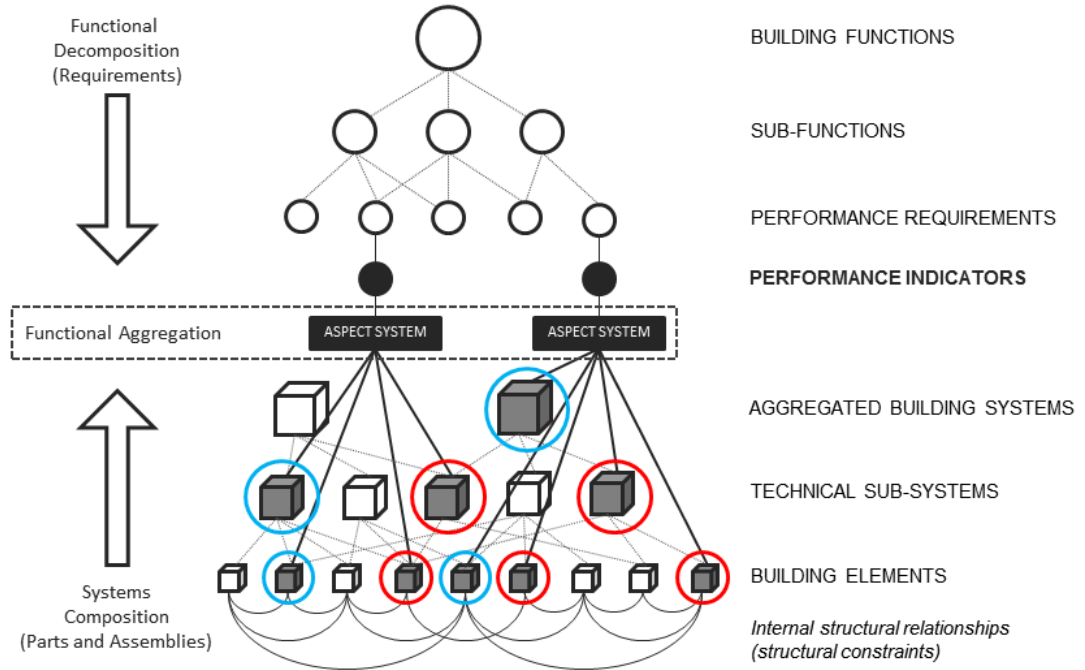 Functional
Decomposition
(Requirements)
BUILDING FUNCTIONS
SUB-FUNCTIONS
PERFORMANCE REQUIREMENTS
PERFORMANCE INDICATORS
Functional Aggregation
ASPECT SYSTEM
ASPECT SYSTEM
AGGREGATED BUILDING SYSTEMS
TECHNICAL SUB-SYSTEMS
BUILDING ELEMENTS
Systems
Composition
(Parts and Assemblies)
Internal structural relationships
(structural constraints)